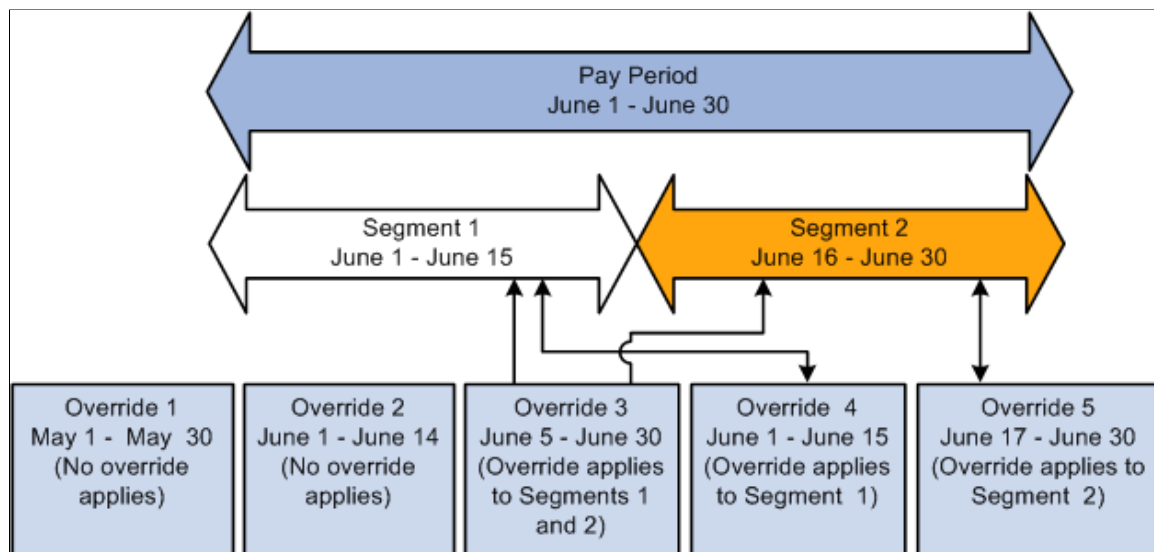 Pay Period
June 1 - June 30
Segment 1
June 1 - June 15
Segment 2
June 16 - June 30
Override 1
May 1 - May 30
(No override
applies)
Override 2
June 1 - June 14
(No override
applies)
Override 3
June 5 - June 30
(Override applies
to Segments 1
and 2)
Override 4
June 1 - June 15
(Override applies
to Segment 1)
Override 5
June 17 - June 30
(Override applies to
Segment 2)